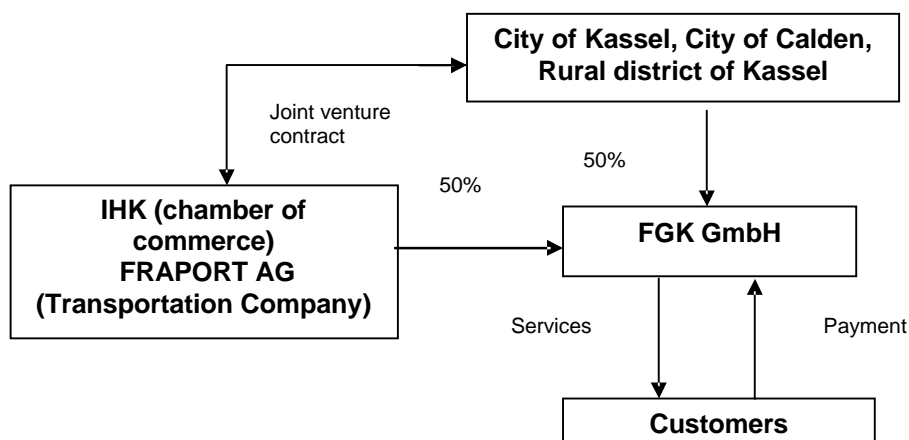 City of Kassel, City of Calden,
Rural district of Kassel
Joint venture
contract
50%
50%
IHK (chamber of
commerce)
FRAPORT AG
(Transportation Company)
FGK GmbH
Services
Payment
Customers